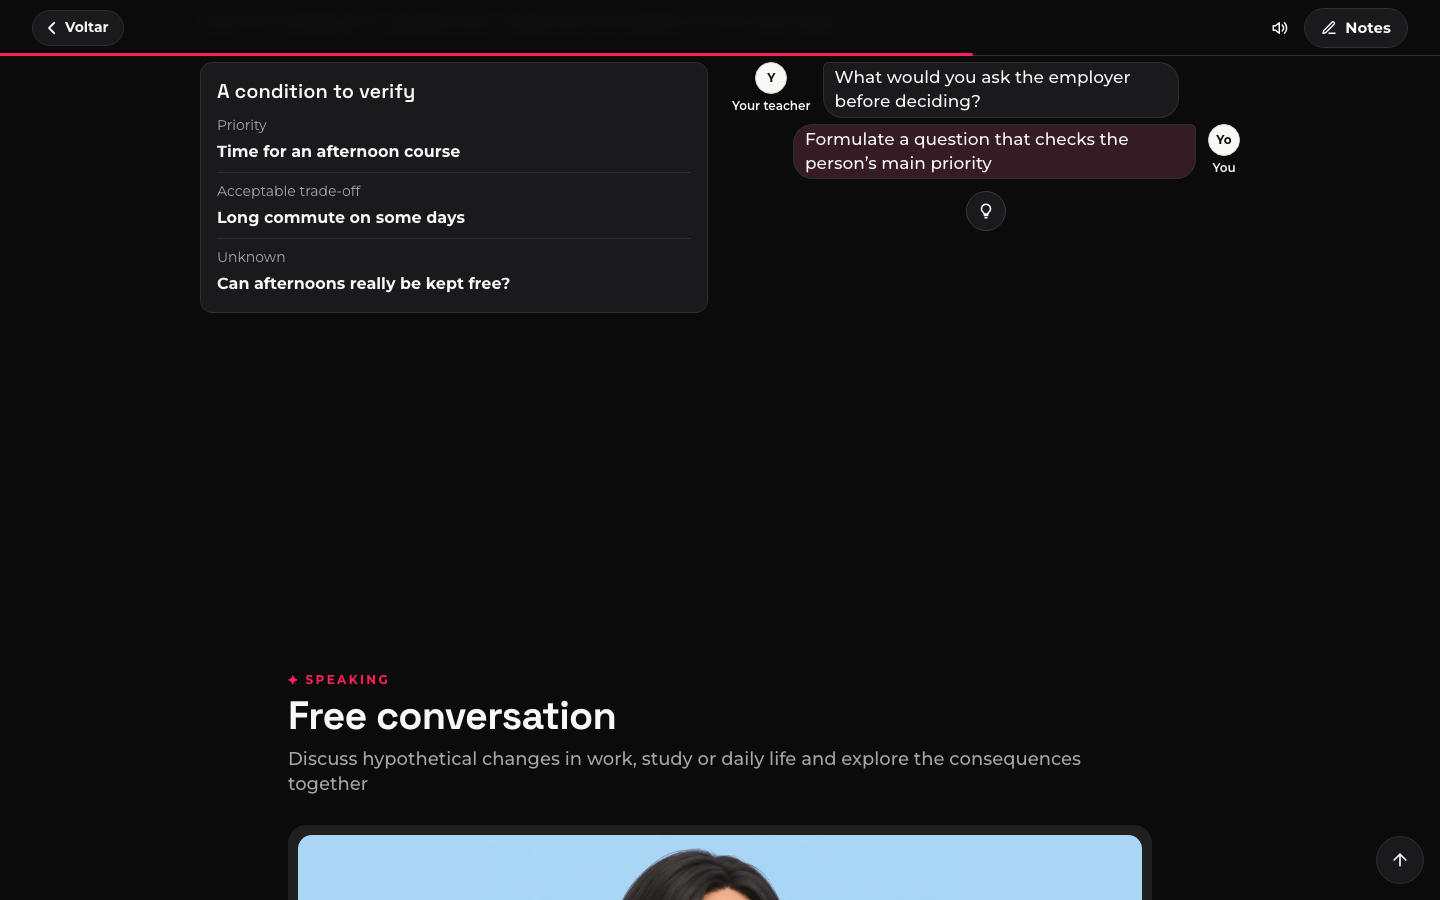 Voltar
Notes
A condition to verify
Priority
Time for an afternoon course
Acceptable trade-off
Long commute on some days
Unknown
Can afternoons really be kept free?
Y
Your teacher
What would you ask the employer
before deciding?
Formulate a question that checks the
person’s main priority
Yo
You
SPEAKING
Free conversation
Discuss hypothetical changes in work, study or daily life and explore the consequences
together